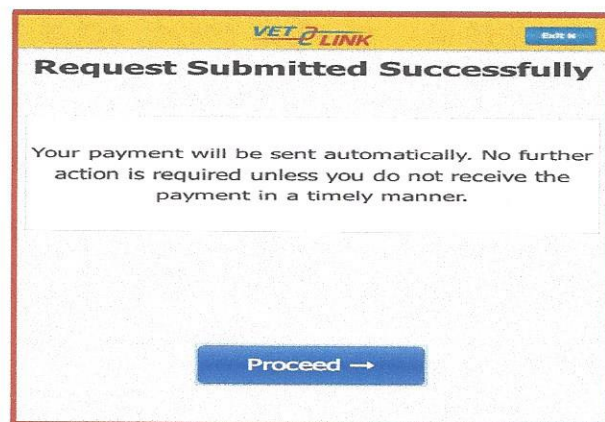 VET LINK
Exit
Request Submitted Successfully
Your payment will be sent automatically. No further
action is required unless you do not receive the
payment in a timely manner.
Proceed →